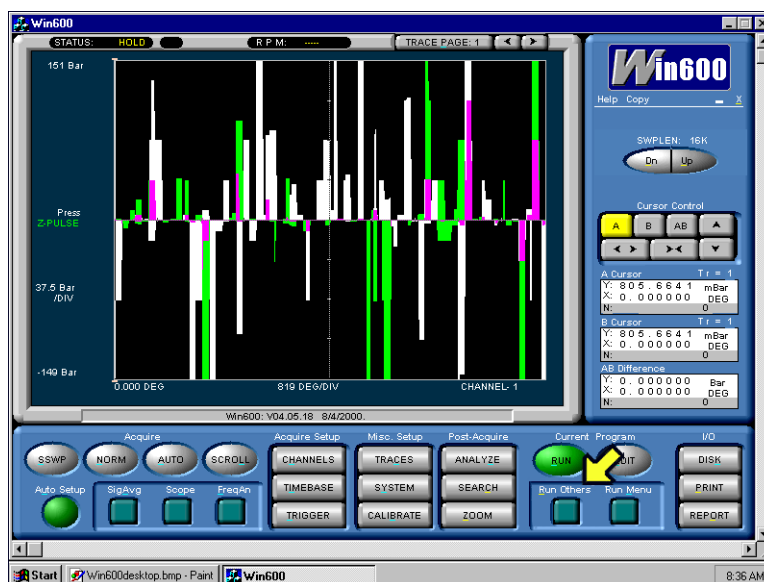 Win600
STATUS: HOLD
RPM: -----
TRACE PAGE: 1
151 Bar
Press
Z-PULSE
37.5 Bar
/DIV
-149 Bar
0.000 DEG 819 DEG/DIV CHANNEL- 1
Win600: V04.05.18 8/4/2000.
Win600
Help Copy X
SWPLEN: 16K
Dn Up
Cursor Control
A B AB
A Cursor Tr = 1
Y: 805.6641 mBar
X: 0.000000 DEG
N: 0
B Cursor Tr = 1
Y: 805.6641 mBar
X: 0.000000 DEG
N: 0
AB Difference
Y: 0.000000 Bar
X: 0.000000 DEG
N: 0
Acquire
SSWP NORM AUTO SCROLL
Auto Setup SigAvg Scope FreqAn
Acquire Setup
CHANNELS
TIMEBASE
TRIGGER
Misc. Setup
TRACES
SYSTEM
CALIBRATE
Post-Acquire
ANALYZE
SEARCH
ZOOM
Current Program
RUN
Run Others Run Menu
I/O
DISK
PRINT
REPORT
Start Win600desktop.bmp - Paint Win600 8:36 AM